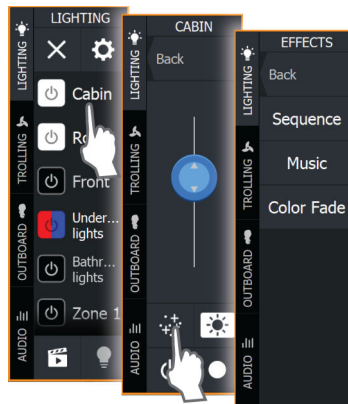 LIGHTING
LIGHTING
TROLLING
OUTBOARD
AUDIO
Cabin
Front
Under...
lights
Bathr...
lights
Zone 1
CABIN
LIGHTING
TROLLING
OUTBOARD
AUDIO
Back
EFFECTS
LIGHTING
TROLLING
OUTBOARD
AUDIO
Back
Sequence
Music
Color Fade